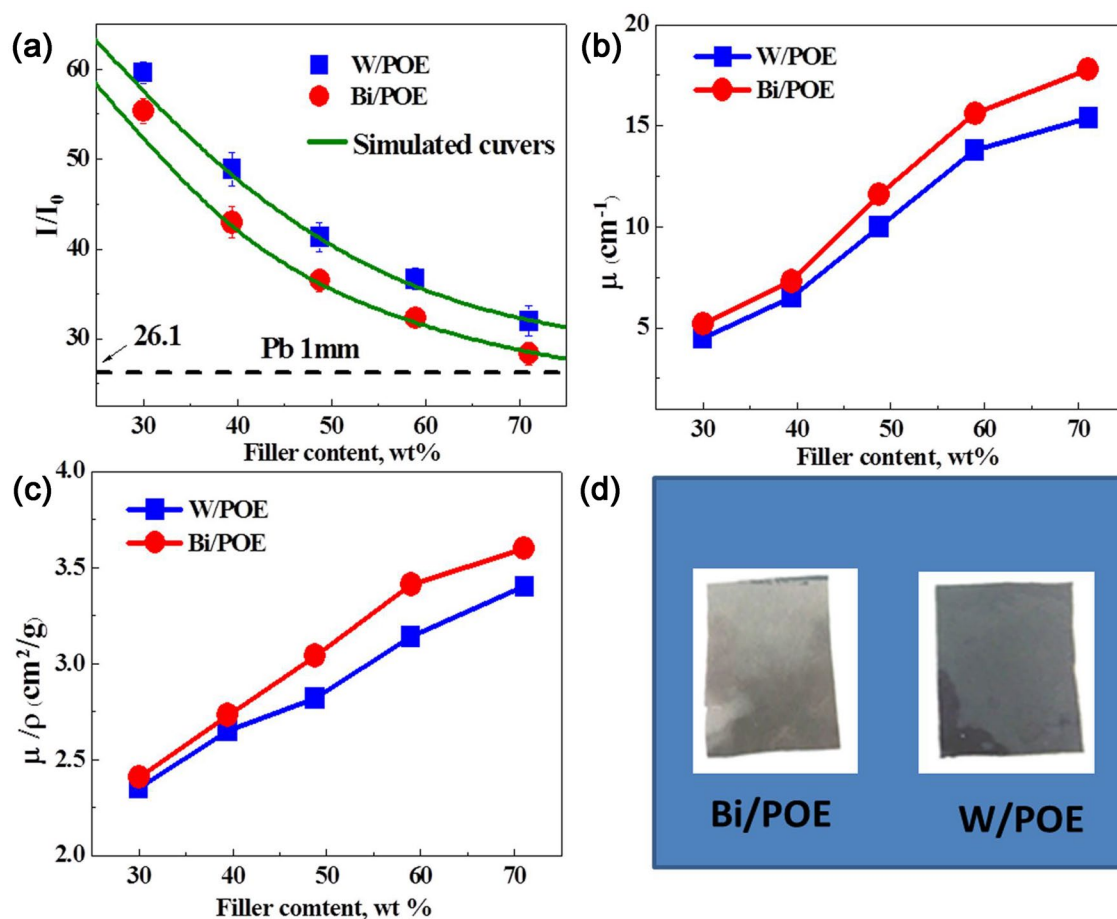 (a)
W/POE
Bi/POE
Simulated cuvers
60
50
40
30
I/I₀
26.1
Pb 1mm
30 40 50 60 70
Filler content, wt%
(b)
W/POE
Bi/POE
20
15
10
5
μ (cm⁻¹)
30 40 50 60 70
Filler content, wt%
(c)
W/POE
Bi/POE
4.0
3.5
3.0
2.5
2.0
μ /ρ (cm²/g)
30 40 50 60 70
Filler comtent, wt %
(d)
Bi/POE
W/POE